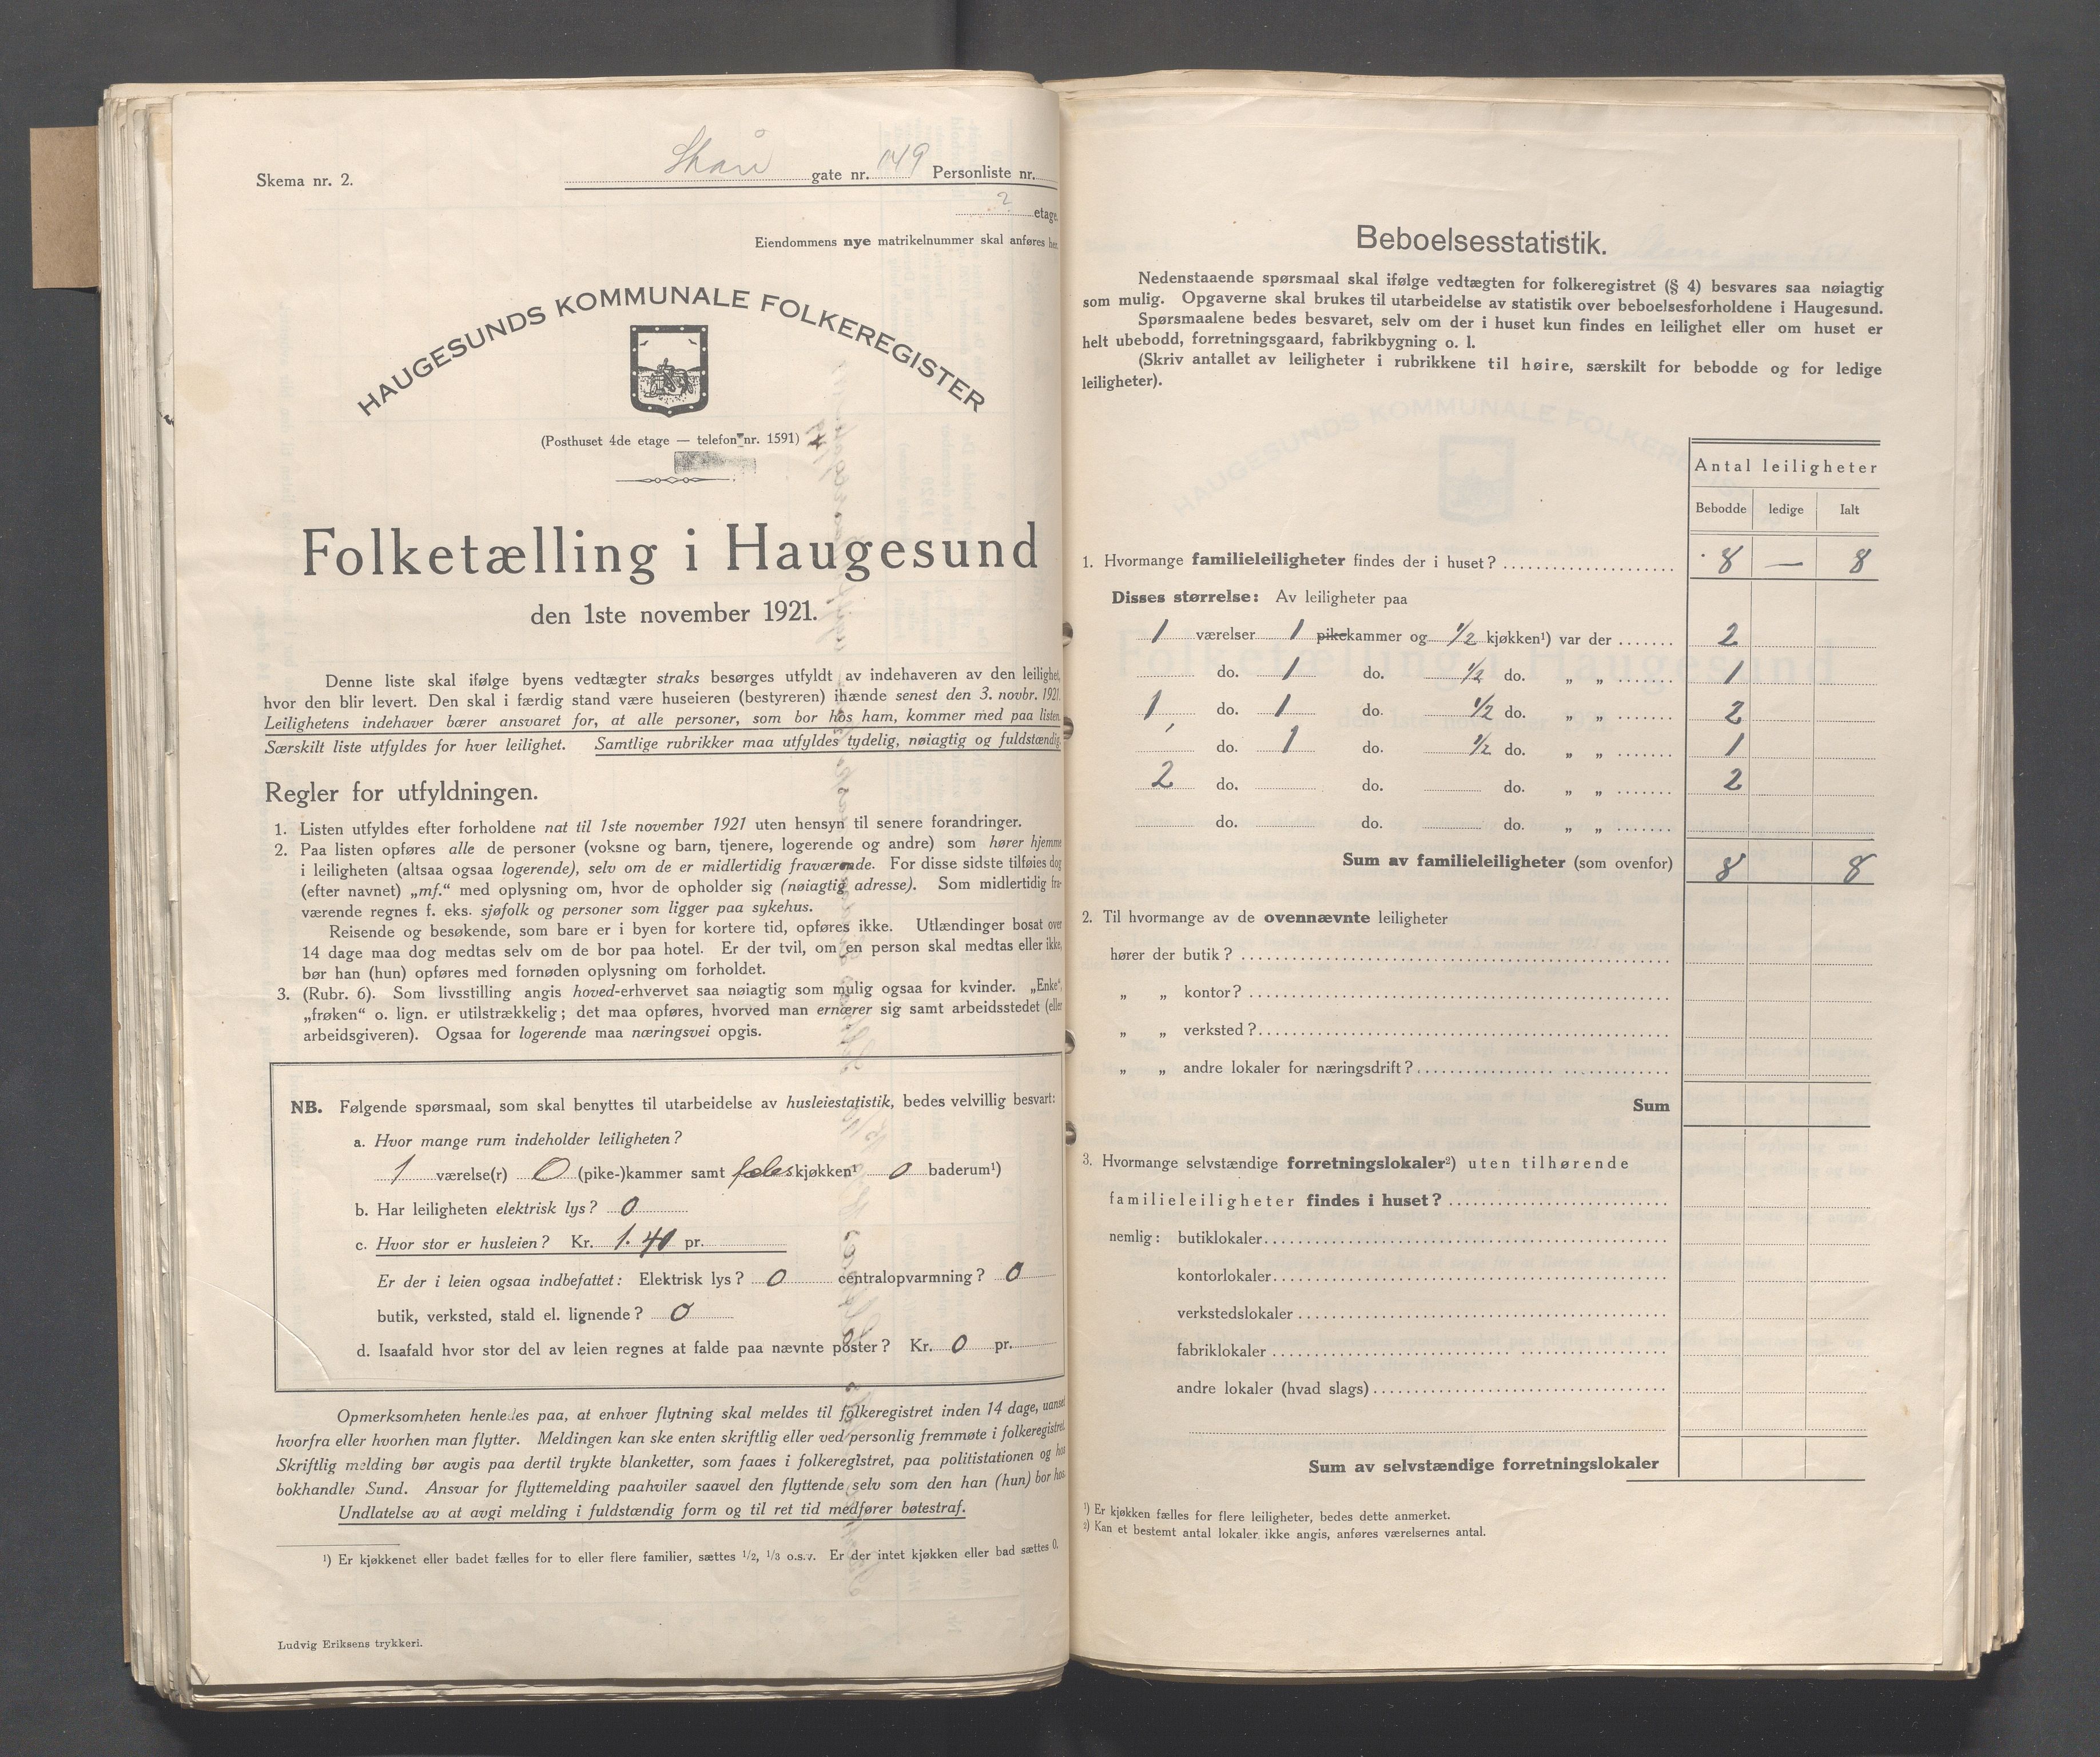 Skema nr. 2.
Skåre gate nr. 149 Personliste nr.
2 etage.
Eiendommens nye matrikelnummer skal anføres her.
HAUGESUNDS KOMMUNALE FOLKEREGISTER
(Posthuset 4de etage — telefon nr. 1591)
Folketælling i Haugesund
den 1ste november 1921.
Denne liste skal ifølge byens vedtægter straks besørges utfyldt av indehaveren av den leilighet,
hvor den blir levert. Den skal i færdig stand være huseieren (bestyreren) ihænde senest den 3. novbr. 1921.
Leilighetens indehaver bærer ansvaret for, at alle personer, som bor hos ham, kommer med paa listen.
Særskilt liste utfyldes for hver leilighet. Samtlige rubrikker maa utfyldes tydelig, nøiagtig og fuldstændig.
Regler for utfyldningen.
1. Listen utfyldes efter forholdene nat til 1ste november 1921 uten hensyn til senere forandringer.
2. Paa listen opføres alle de personer (voksne og barn, tjenere, logerende og andre) som hører hjemme
i leiligheten (altsaa ogsaa logerende), selv om de er midlertidig fraværende. For disse sidste tilføies dog
(efter navnet) „mf.“ med oplysning om, hvor de opholder sig (nøiagtig adresse). Som midlertidig fra-
værende regnes f. eks. sjøfolk og personer som ligger paa sykehus.
Reisende og besøkende, som bare er i byen for kortere tid, opføres ikke. Utlændinger bosat over
14 dage maa dog medtas selv om de bor paa hotel. Er der tvil, om en person skal medtas eller ikke,
bør han (hun) opføres med fornøden oplysning om forholdet.
3. (Rubr. 6). Som livsstilling angis hoved-erhvervet saa nøiagtig som mulig ogsaa for kvinder. „Enke“,
„frøken“ o. lign. er utilstrækkelig; det maa opføres, hvorved man ernærer sig samt arbeidsstedet (eller
arbeidsgiveren). Ogsaa for logerende maa næringsvei opgis.
NB. Følgende spørsmaal, som skal benyttes til utarbeidelse av husleiestatistik, bedes velvillig besvart:
a. Hvor mange rum indeholder leiligheten?
1 værelse(r) 0 (pike-)kammer samt kjøkken¹ 0 baderum¹)
b. Har leiligheten elektrisk lys? 0
c. Hvor stor er husleien? Kr. 1.40 pr.
Er der i leien ogsaa indbefattet: Elektrisk lys? 0 centralopvarmning? 0
butik, verksted, stald el. lignende? 0
d. Isaafald hvor stor del av leien regnes at falde paa nævnte poster? Kr. 0 pr.
Opmerksomheten henledes paa, at enhver flytning skal meldes til folkeregistret inden 14 dage, uanset
hvorfra eller hvorhen man flytter. Meldingen kan ske enten skriftlig eller ved personlig fremmøte i folkeregistret.
Skriftlig melding bør avgis paa dertil trykte blanketter, som faaes i folkeregistret, paa politistationen og hos
bokhandler Sund. Ansvar for flyttemelding paahviler saavel den flyttende selv som den han (hun) bor hos.
Undlatelse av at avgi melding i fuldstændig form og til ret tid medfører bøtestraf.
¹) Er kjøkkenet eller badet fælles for to eller flere familier, sættes 1/2, 1/3 o.s.v. Er der intet kjøkken eller bad sættes 0.
Ludvig Eriksens trykkeri.
Beboelsesstatistik.
Nedenstaaende spørsmaal skal ifølge vedtægten for folkeregistret (§ 4) besvares saa nøiagtig
som mulig. Opgaverne skal brukes til utarbeidelse av statistik over beboelsesforholdene i Haugesund.
Spørsmaalene bedes besvaret, selv om der i huset kun findes en leilighet eller om huset er
helt ubebodd, forretningsgaard, fabrikbygning o. l.
(Skriv antallet av leiligheter i rubrikkene til høire, særskilt for bebodde og for ledige
leiligheter).
Antal leiligheter
Bebodde ledige Ialt
1. Hvormange familieleiligheter findes der i huset? 8 — 8
Disses størrelse: Av leiligheter paa
1 værelser 1 pikekammer og 1/2 kjøkken¹) var der 2
do. 1 do. 1/2 do. „ „ 1
1 do. 1 do. 1/2 do. „ „ 2
do. 1 do. 1/2 do. „ „ 1
2 do. do. do. „ „ 2
do. do. do. „ „
Sum av familieleiligheter (som ovenfor) 8 8
2. Til hvormange av de ovennævnte leiligheter
hører der butik?
„ „ kontor?
„ „ verksted?
„ „ andre lokaler for næringsdrift?
Sum
3. Hvormange selvstændige forretningslokaler²) uten tilhørende
familieleiligheter findes i huset?
nemlig: butiklokaler
kontorlokaler
verkstedslokaler
fabriklokaler
andre lokaler (hvad slags)
Sum av selvstændige forretningslokaler
¹) Er kjøkken fælles for flere leiligheter, bedes dette anmerket.
²) Kan et bestemt antal lokaler ikke angis, anføres værelsernes antal.